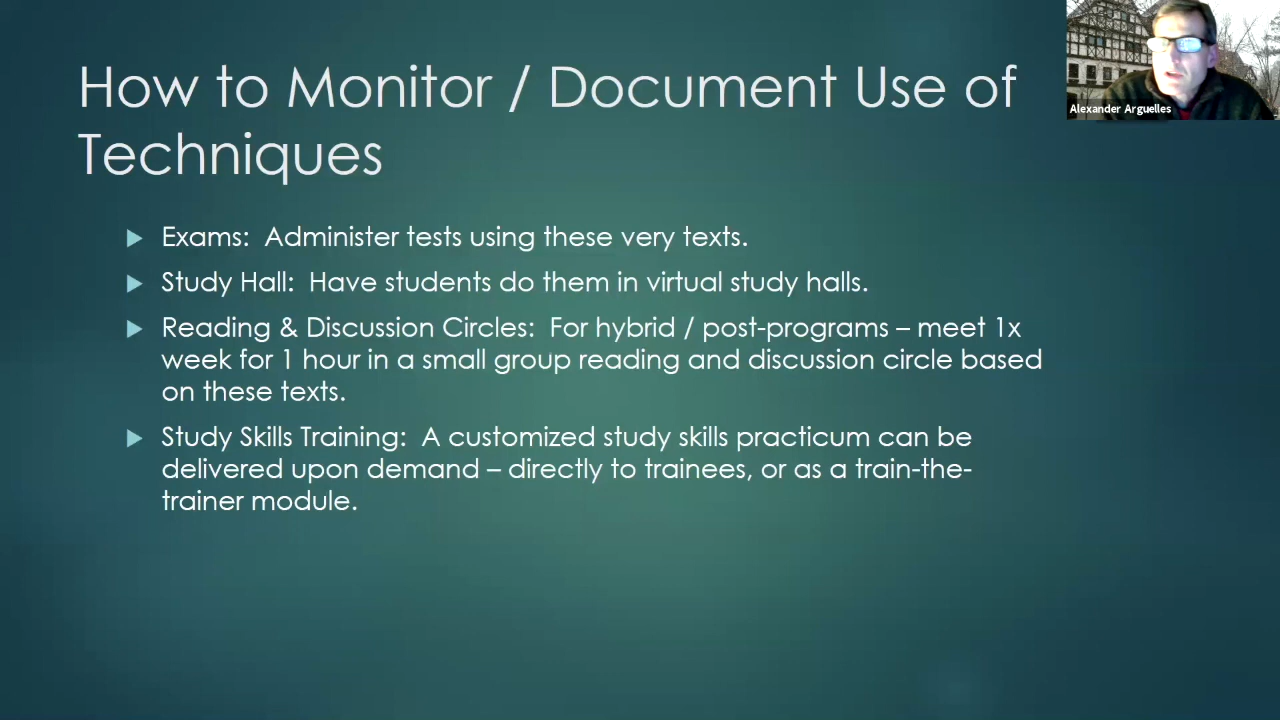 How to Monitor / Document Use of
Techniques
Alexander Arguelles
Exams:  Administer tests using these very texts.
Study Hall:  Have students do them in virtual study halls.
Reading & Discussion Circles:  For hybrid / post-programs – meet 1x
week for 1 hour in a small group reading and discussion circle based
on these texts.
Study Skills Training:  A customized study skills practicum can be
delivered upon demand – directly to trainees, or as a train-the-
trainer module.